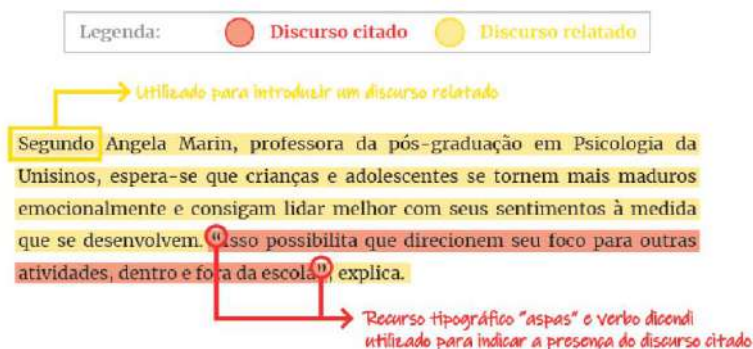 Legenda: Discurso citado Discurso relatado
Utilizado para introduzir um discurso relatado
Segundo Angela Marin, professora da pós-graduação em Psicologia da
Unisinos, espera-se que crianças e adolescentes se tornem mais maduros
emocionalmente e consigam lidar melhor com seus sentimentos à medida
que se desenvolvem. “Isso possibilita que direcionem seu foco para outras
atividades, dentro e fora da escola”, explica.
Recurso tipográfico "aspas" e verbo dicendi
utilizado para indicar a presença do discurso citado